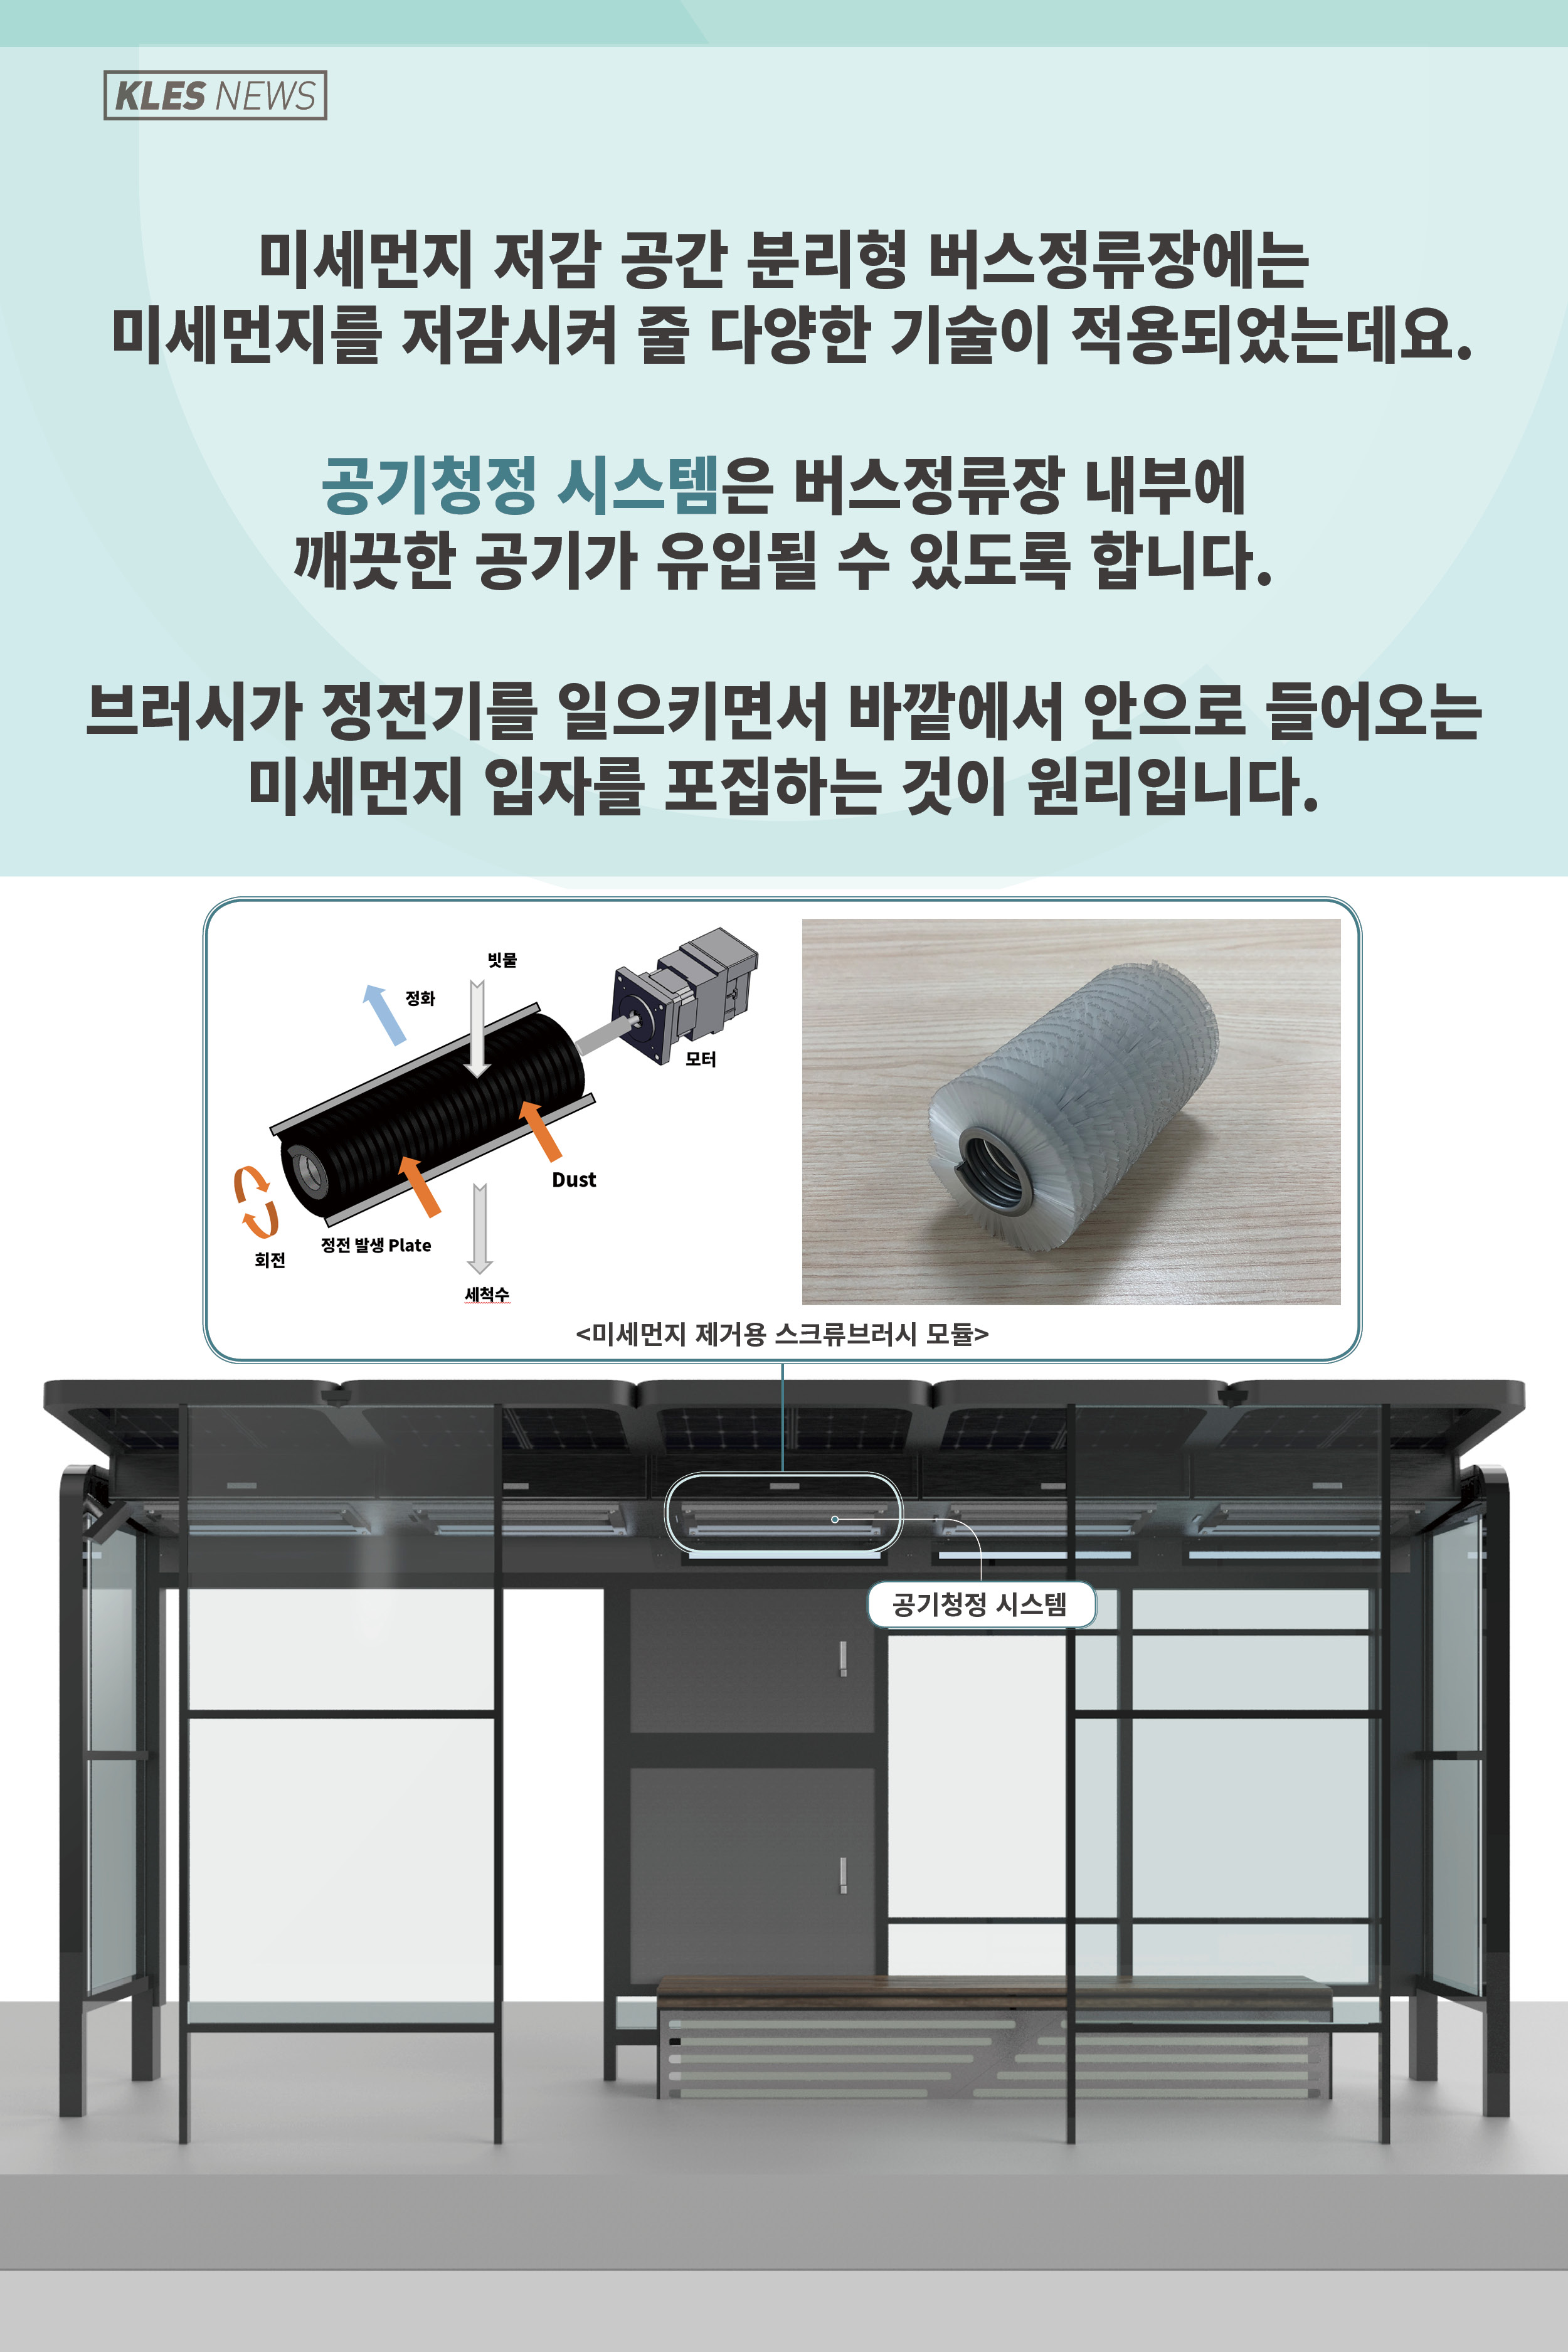 KLES NEWS
미세먼지 저감 공간 분리형 버스정류장에는
미세먼지를 저감시켜 줄 다양한 기술이 적용되었는데요.
공기청정 시스템은 버스정류장 내부에
깨끗한 공기가 유입될 수 있도록 합니다.
브러시가 정전기를 일으키면서 바깥에서 안으로 들어오는
미세먼지 입자를 포집하는 것이 원리입니다.
빗물
정화
모터
Dust
정전 발생 Plate
회전
세척수
<미세먼지 제거용 스크류브러시 모듈>
공기청정 시스템